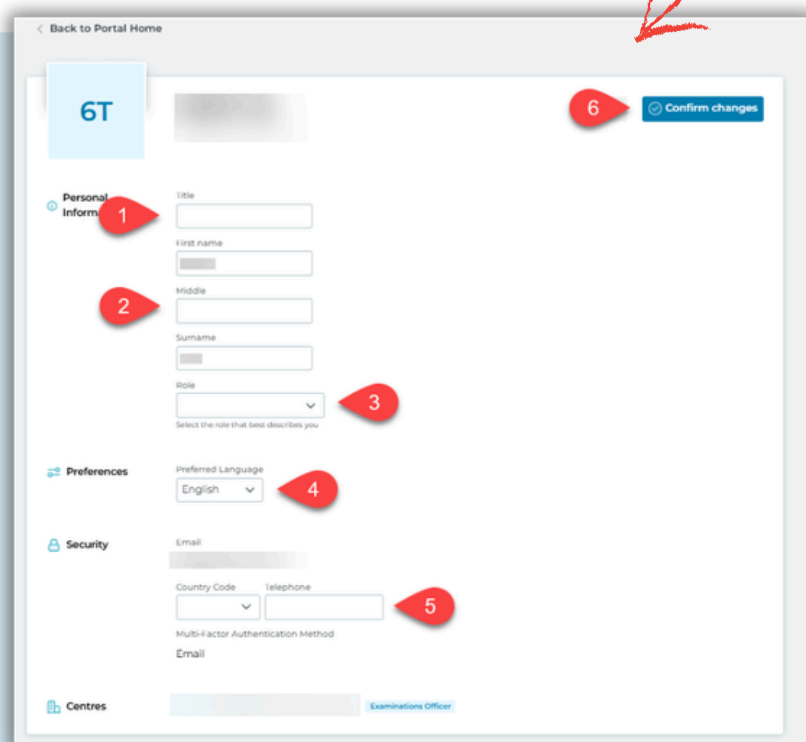 < Back to Portal Home
6T
6
Confirm changes
Personal
Inform
1
Title
First name
2
Middle
Surname
Role
3
Select the role that best describes you
Preferences
Preferred Language
English
4
Security
Email
Country Code Telephone
5
Multi-Factor Authentication Method
Email
Centres
Examinations Officer